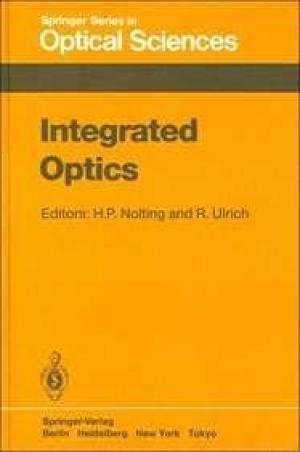 Springer Series in
Optical Sciences
Integrated
Optics
Editors: H.P. Nolting and R. Ulrich
Springer-Verlag
Berlin Heidelberg New York Tokyo